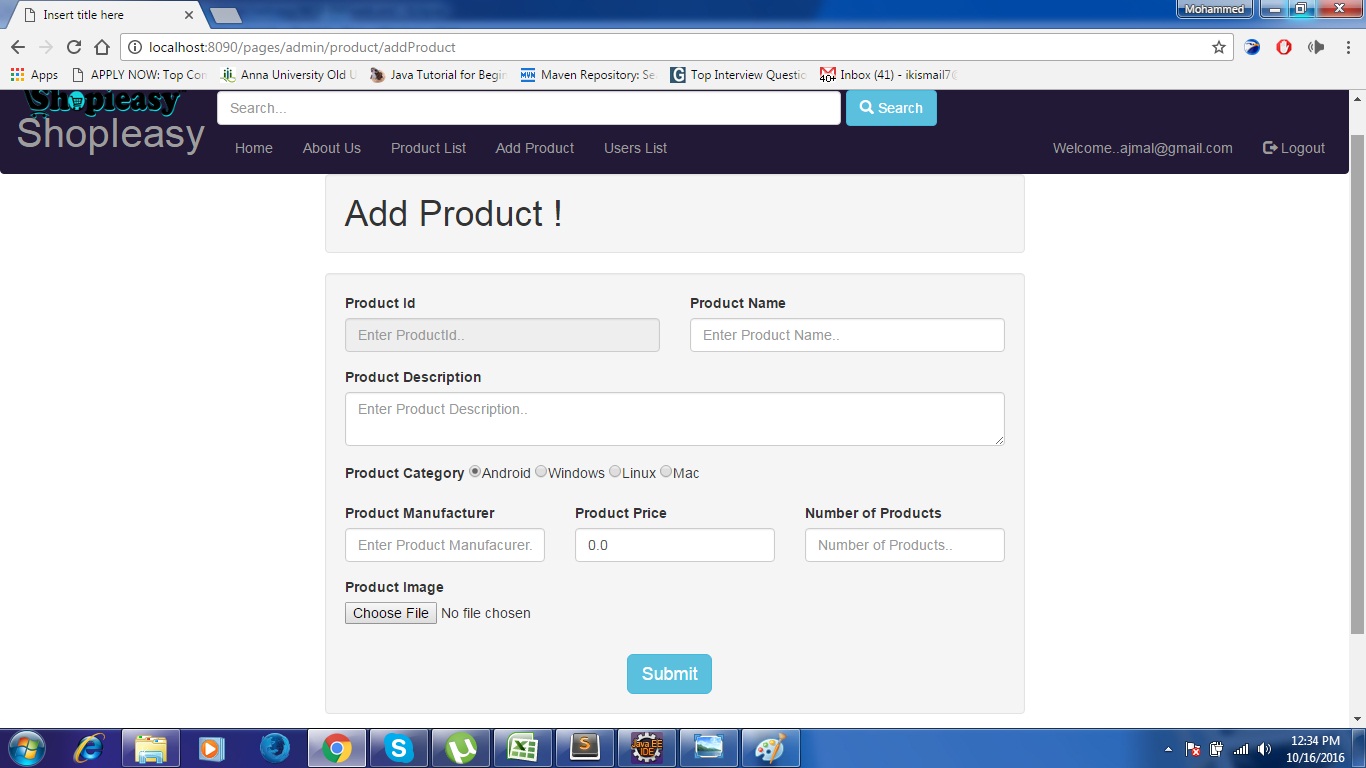 Insert title here
Mohammed
localhost:8090/pages/admin/product/addProduct
Apps APPLY NOW: Top Con Anna University Old U Java Tutorial for Begin Maven Repository: Se Top Interview Questio Inbox (41) - ikismail7@
Shopleasy
Shopleasy
Search...
Search
Home About Us Product List Add Product Users List Welcome..ajmal@gmail.com Logout
Add Product !
Product Id Product Name
Enter ProductId.. Enter Product Name..
Product Description
Enter Product Description..
Product Category Android Windows Linux Mac
Product Manufacturer Product Price Number of Products
Enter Product Manufacurer. 0.0 Number of Products..
Product Image
Choose File No file chosen
Submit
Java EE
IDE
12:34 PM
10/16/2016